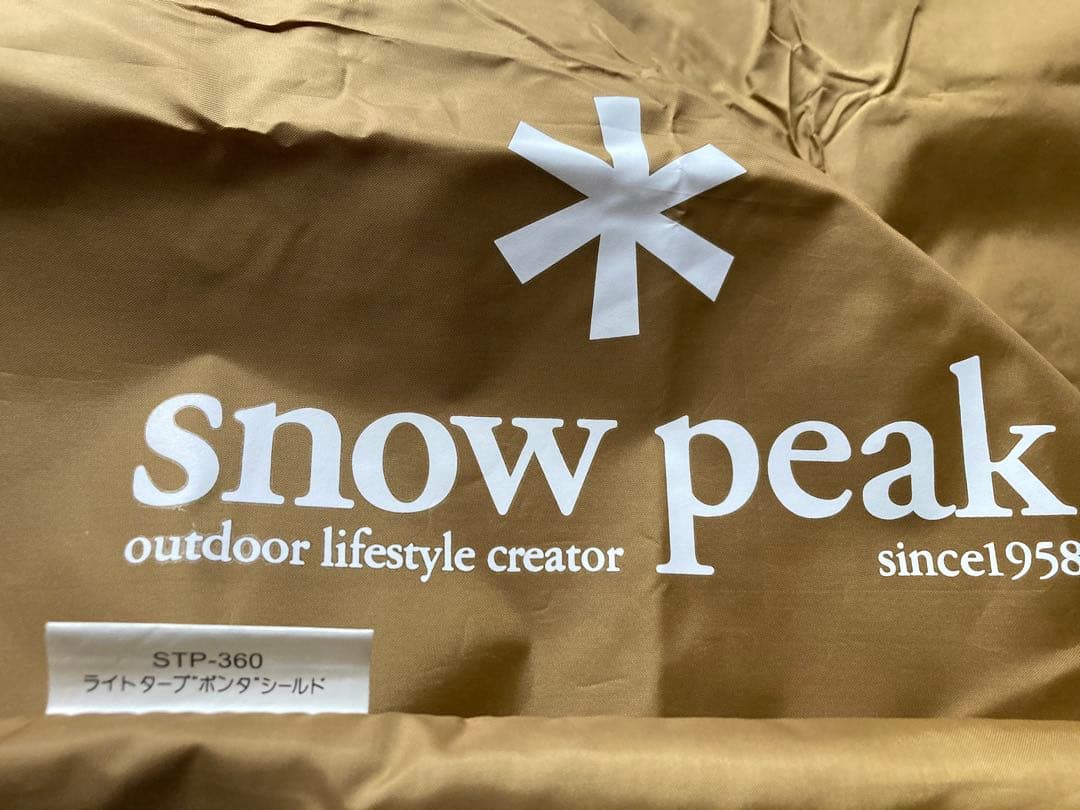 snow peak
outdoor lifestyle creator
since1958
STP-360
ライトタープ"ポンタ"シールド